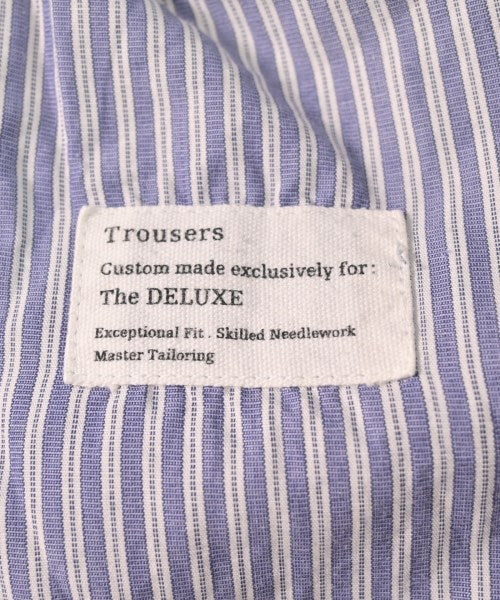 Trousers
Custom made exclusively for :
The DELUXE
Exceptional Fit . Skilled Needlework
Master Tailoring